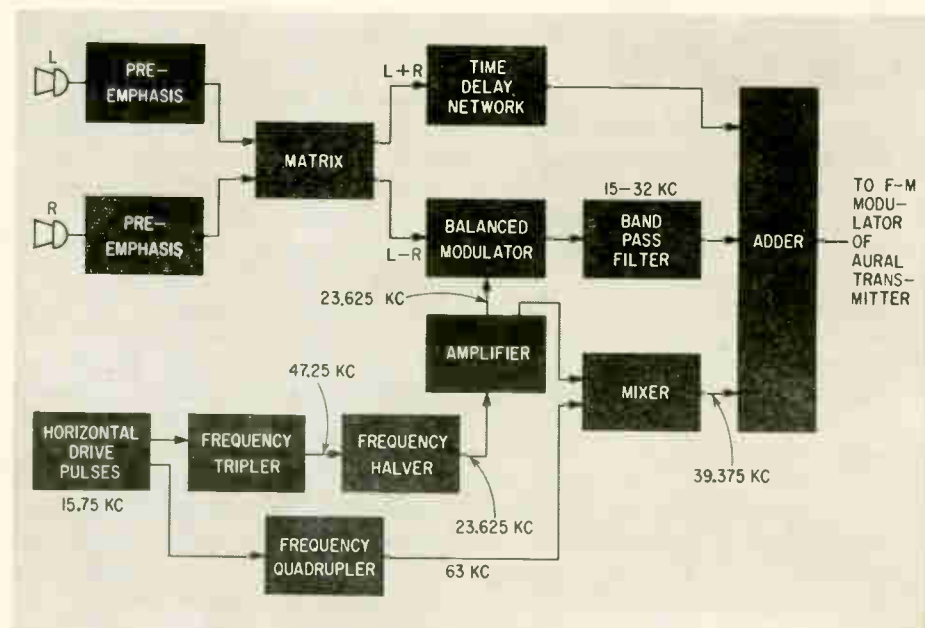 L
PRE-
EMPHASIS
R
PRE-
EMPHASIS
MATRIX
L+R
TIME
DELAY
NETWORK
L-R
BALANCED
MODULATOR
15-32 KC
BAND
PASS
FILTER
ADDER
TO F-M
MODU-
LATOR
OF
AURAL
TRANS-
MITTER
23.625 KC
AMPLIFIER
MIXER
39.375 KC
HORIZONTAL
DRIVE
PULSES
15.75 KC
FREQUENCY
TRIPLER
47.25 KC
FREQUENCY
HALVER
23.625 KC
FREQUENCY
QUADRUPLER
63 KC